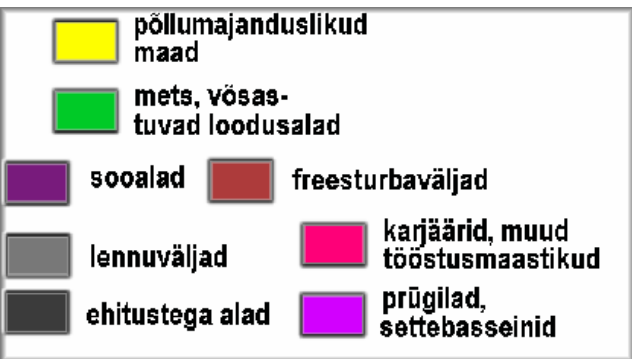 põllumajanduslikud
maad
mets, võsas-
tuvad loodusalad
sooalad
freesturbaväljad
lennuväljad
karjäärid, muud
tööstusmaastikud
ehitustega alad
prügilad,
settebasseinid